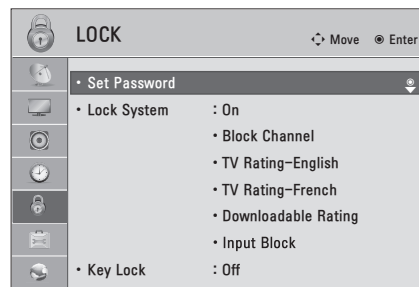 LOCK Move Enter
• Set Password
• Lock System : On
• Block Channel
• TV Rating-English
• TV Rating-French
• Downloadable Rating
• Input Block
• Key Lock : Off